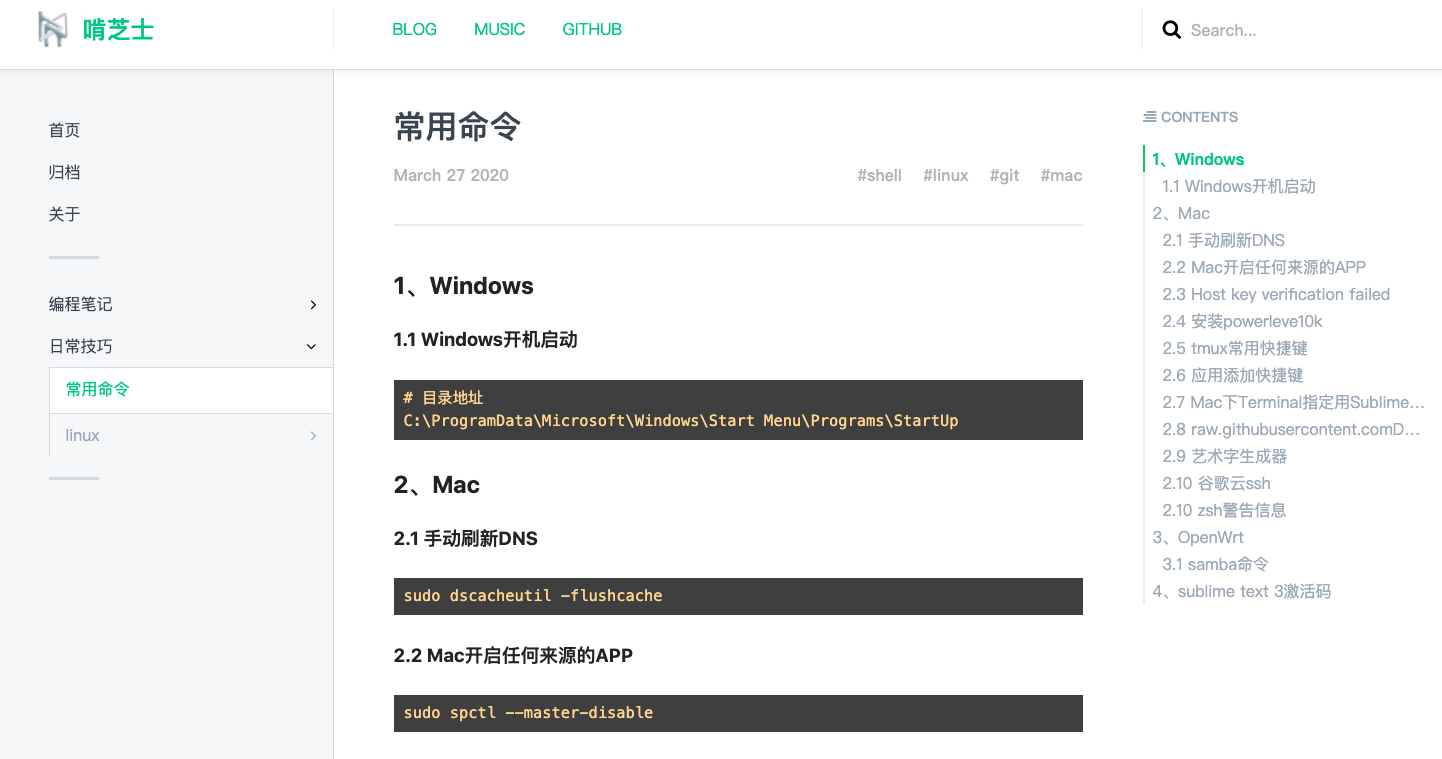 啃芝士
BLOG MUSIC GITHUB
Search...
首页
归档
关于
编程笔记
日常技巧
常用命令
linux
常用命令
March 27 2020 #shell #linux #git #mac
1、Windows
1.1 Windows开机启动
# 目录地址
C:\ProgramData\Microsoft\Windows\Start Menu\Programs\StartUp
2、Mac
2.1 手动刷新DNS
sudo dscacheutil -flushcache
2.2 Mac开启任何来源的APP
sudo spctl --master-disable
CONTENTS
1、Windows
1.1 Windows开机启动
2、Mac
2.1 手动刷新DNS
2.2 Mac开启任何来源的APP
2.3 Host key verification failed
2.4 安装powerleve10k
2.5 tmux常用快捷键
2.6 应用添加快捷键
2.7 Mac下Terminal指定用Sublime...
2.8 raw.githubusercontent.comD...
2.9 艺术字生成器
2.10 谷歌云ssh
2.10 zsh警告信息
3、OpenWrt
3.1 samba命令
4、sublime text 3激活码